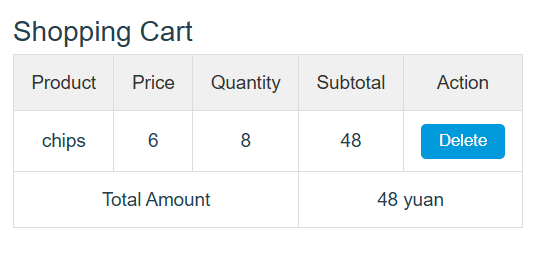 Shopping Cart
Product Price Quantity Subtotal Action
chips 6 8 48 Delete
Total Amount 48 yuan